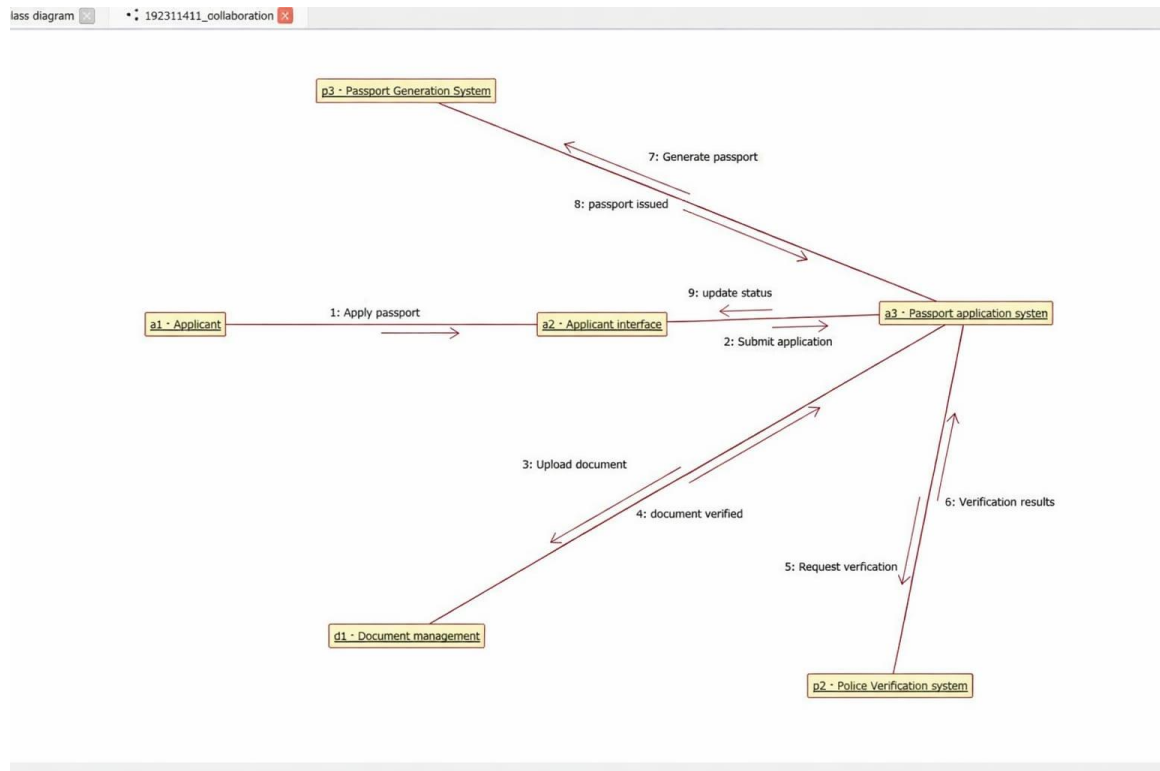 lass diagram
192311411_collaboration
p3 - Passport Generation System
7: Generate passport
8: passport issued
9: update status
1: Apply passport
a1 - Applicant
a2 - Applicant interface
a3 - Passport application systen
2: Submit application
3: Upload document
4: document verified
6: Verification results
5: Request verfication
d1 - Document management
p2 - Police Verification system